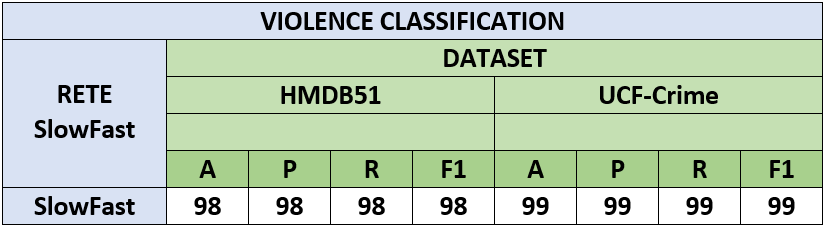 VIOLENCE CLASSIFICATION
RETE
SlowFast
DATASET
HMDB51 UCF-Crime
A P R F1 A P R F1
SlowFast 98 98 98 98 99 99 99 99